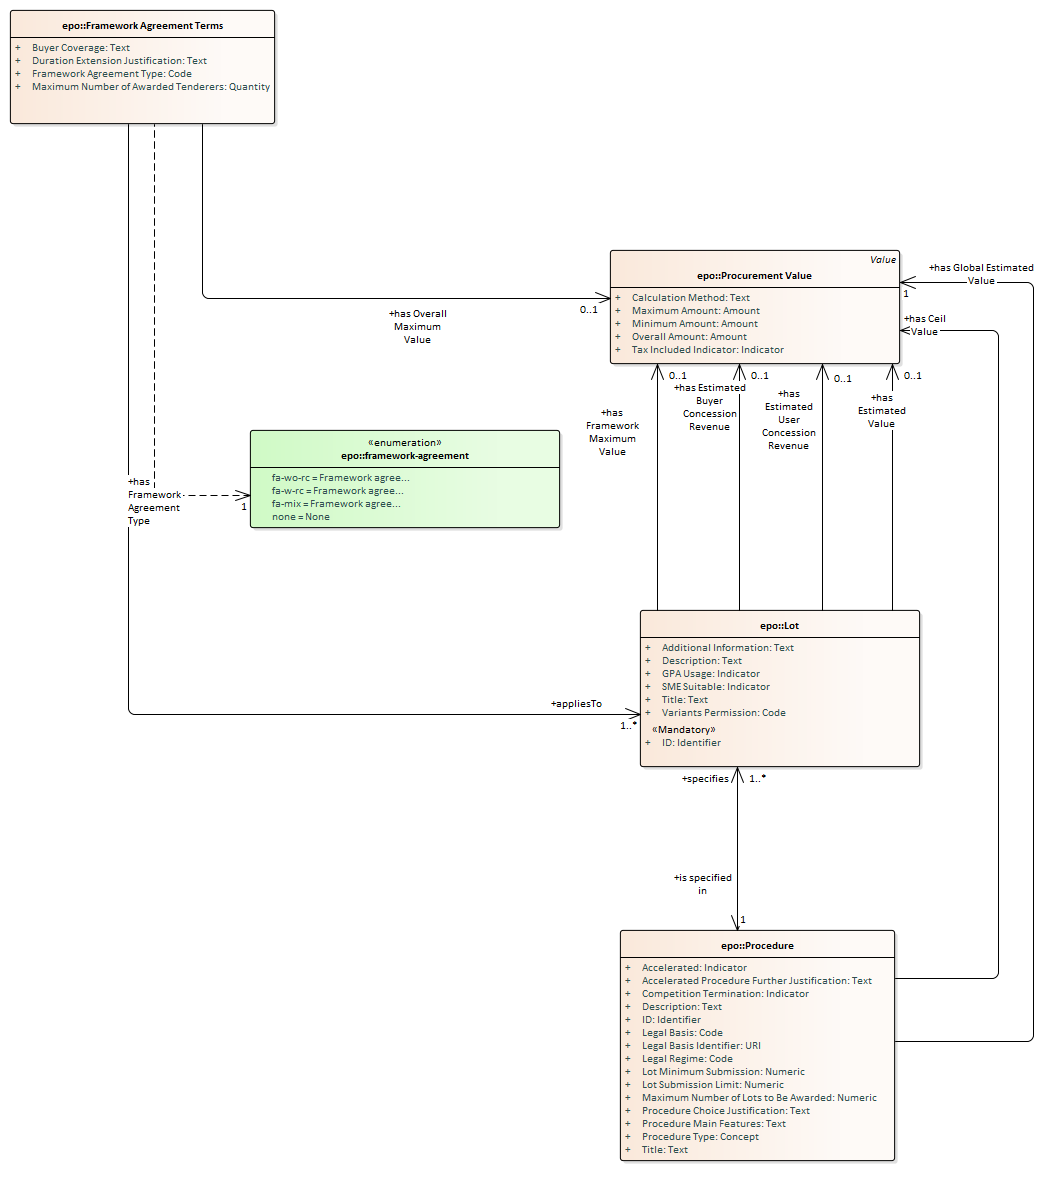 epo::Framework Agreement Terms
+ Buyer Coverage: Text
+ Duration Extension Justification: Text
+ Framework Agreement Type: Code
+ Maximum Number of Awarded Tenderers: Quantity
Value
epo::Procurement Value
+ Calculation Method: Text
+ Maximum Amount: Amount
+ Minimum Amount: Amount
+ Overall Amount: Amount
+ Tax Included Indicator: Indicator
+has Global Estimated
Value
1
+has Ceil
Value
0..1
+has Overall
Maximum
Value
0..1
+has
Framework
Maximum
Value
0..1
+has Estimated
Buyer
Concession
Revenue
0..1
+has
Estimated
User
Concession
Revenue
0..1
+has
Estimated
Value
«enumeration»
epo::framework-agreement
fa-wo-rc = Framework agree...
fa-w-rc = Framework agree...
fa-mix = Framework agree...
none = None
+has
Framework
Agreement
Type
1
epo::Lot
+ Additional Information: Text
+ Description: Text
+ GPA Usage: Indicator
+ SME Suitable: Indicator
+ Title: Text
+ Variants Permission: Code
«Mandatory»
+ ID: Identifier
+appliesTo
1..*
+specifies
1..*
+is specified
in
1
epo::Procedure
+ Accelerated: Indicator
+ Accelerated Procedure Further Justification: Text
+ Competition Termination: Indicator
+ Description: Text
+ ID: Identifier
+ Legal Basis: Code
+ Legal Basis Identifier: URI
+ Legal Regime: Code
+ Lot Minimum Submission: Numeric
+ Lot Submission Limit: Numeric
+ Maximum Number of Lots to Be Awarded: Numeric
+ Procedure Choice Justification: Text
+ Procedure Main Features: Text
+ Procedure Type: Concept
+ Title: Text